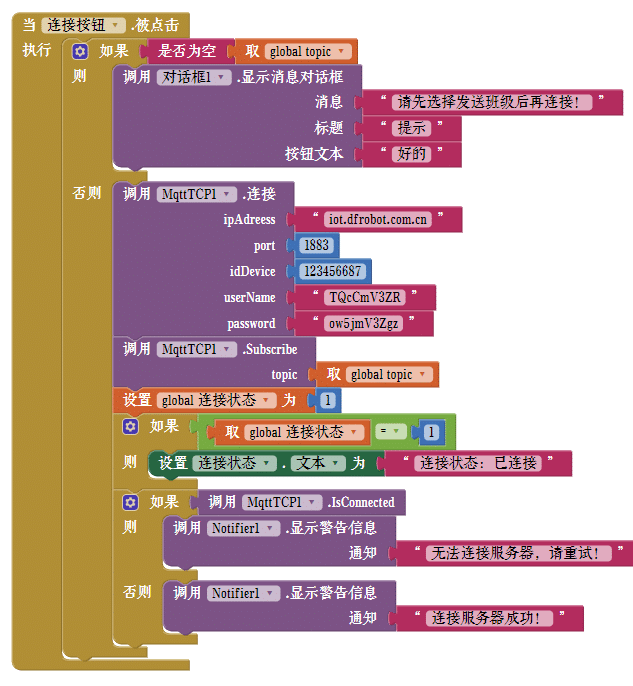 当 连接按钮 .被点击
执行 如果 是否为空 取 global topic
则 调用 对话框1 .显示消息对话框
消息 “ 请先选择发送班级后再连接! ”
标题 “ 提示 ”
按钮文本 “ 好的 ”
否则 调用 MqttTCP1 .连接
ipAdreess “ iot.dfrobot.com.cn ”
port 1883
idDevice 123456687
userName “ TQcCmV3ZR ”
password “ ow5jmV3Zgz ”
调用 MqttTCP1 .Subscribe
topic 取 global topic
设置 global 连接状态 为 1
如果 取 global 连接状态 = 1
则 设置 连接状态 . 文本 为 “ 连接状态: 已连接 ”
如果 调用 MqttTCP1 .IsConnected
则 调用 Notifier1 .显示警告信息
通知 “ 无法连接服务器，请重试! ”
否则 调用 Notifier1 .显示警告信息
通知 “ 连接服务器成功! ”